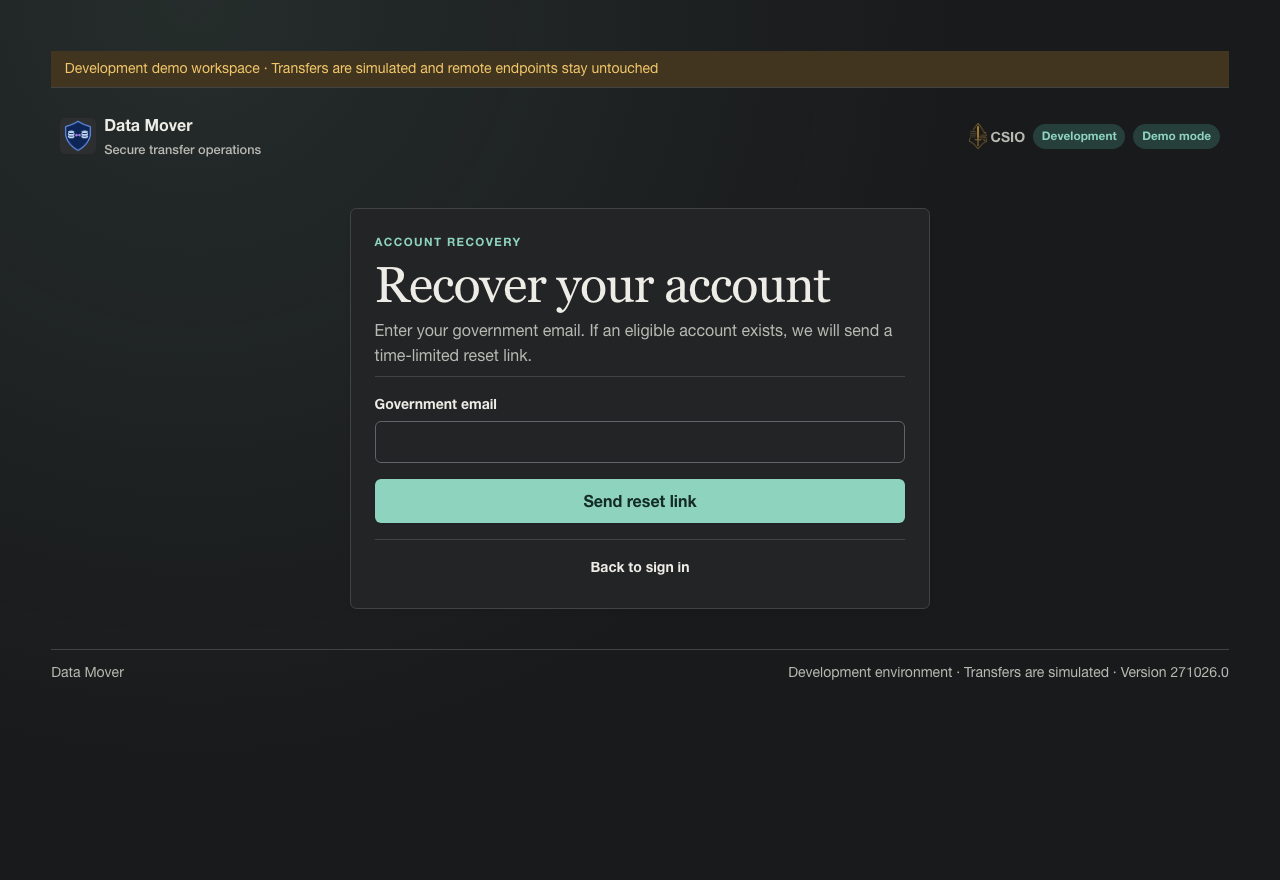 Development demo workspace · Transfers are simulated and remote endpoints stay untouched
Data Mover
Secure transfer operations
CSIO
Development
Demo mode
ACCOUNT RECOVERY
Recover your account
Enter your government email. If an eligible account exists, we will send a
time-limited reset link.
Government email
Send reset link
Back to sign in
Data Mover
Development environment · Transfers are simulated · Version 271026.0